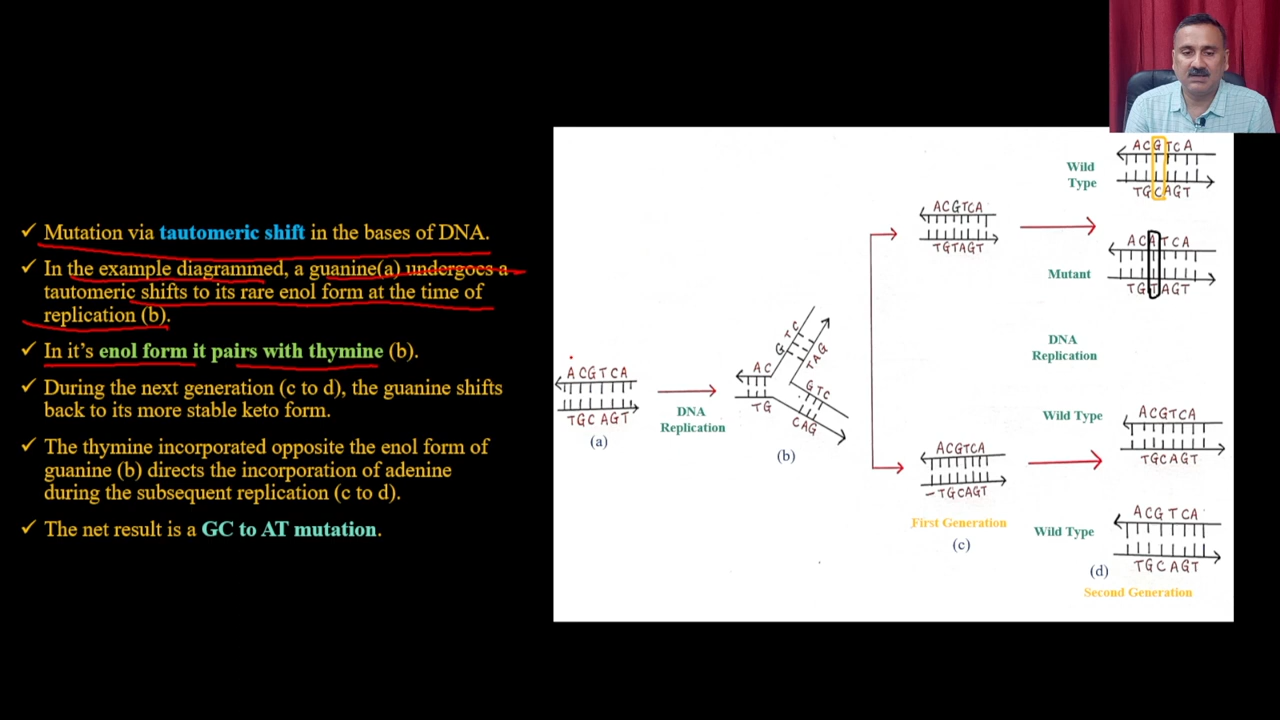 ✓ Mutation via tautomeric shift in the bases of DNA.
✓ In the example diagrammed, a guanine(a) undergoes a
tautomeric shifts to its rare enol form at the time of
replication (b).
✓ In it's enol form it pairs with thymine (b).
✓ During the next generation (c to d), the guanine shifts
back to its more stable keto form.
✓ The thymine incorporated opposite the enol form of
guanine (b) directs the incorporation of adenine
during the subsequent replication (c to d).
✓ The net result is a GC to AT mutation.
ACGTCA
TGCAGT
(a)
DNA
Replication
AC
TG
GTC
TAG
GTC
CAG
(b)
ACGTCA
TGTAGT
ACGTCA
-TGCAGT
First Generation
(c)
Wild
Type
ACGTCA
TGCAGT
Mutant
ACATCA
TGTAGT
DNA
Replication
Wild Type
ACGTCA
TGCAGT
Wild Type
ACGTCA
TGCAGT
(d)
Second Generation